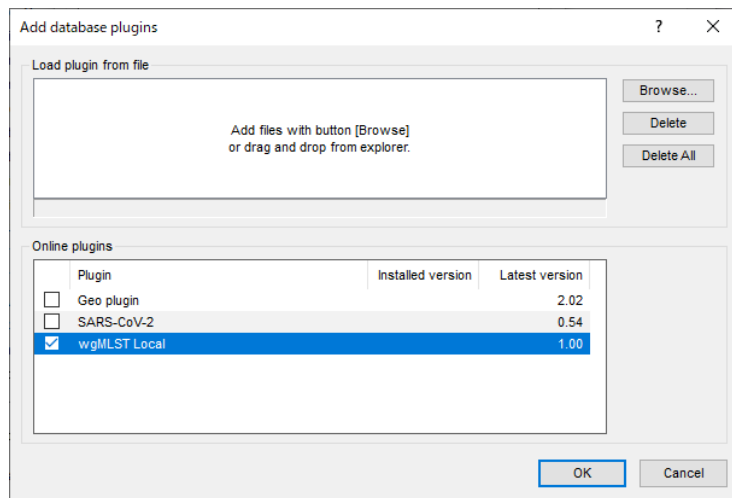 Add database plugins
?
Load plugin from file
Add files with button [Browse]
or drag and drop from explorer.
Browse...
Delete
Delete All
Online plugins
Plugin Installed version Latest version
Geo plugin 2.02
SARS-CoV-2 0.54
wgMLST Local 1.00
OK Cancel